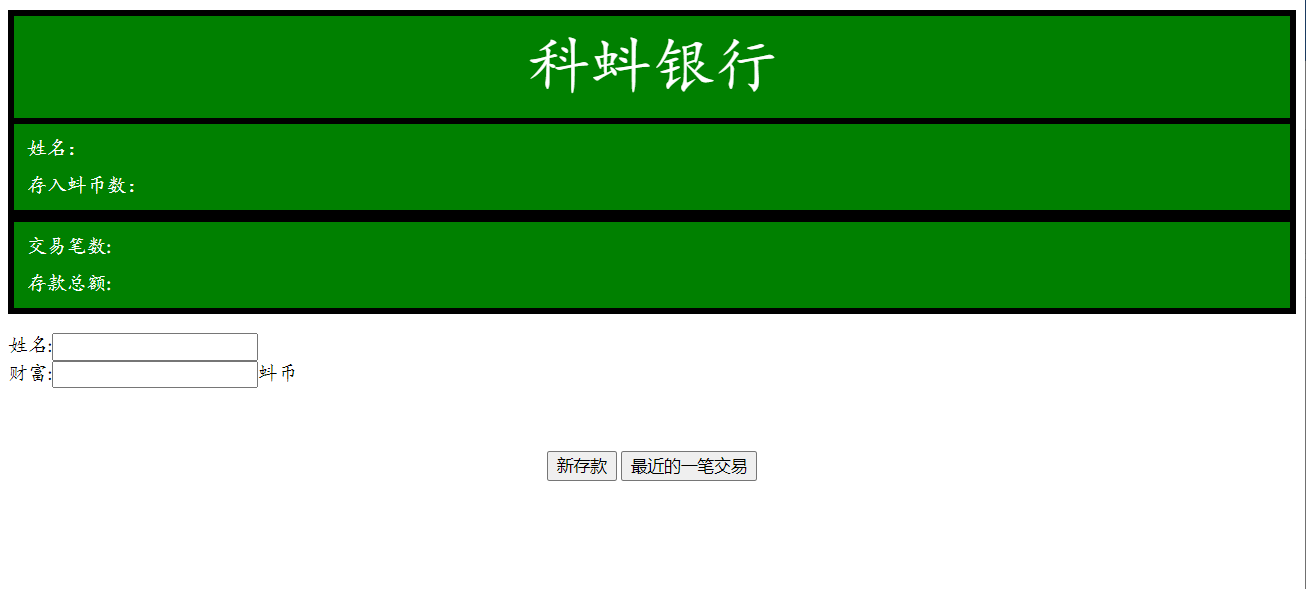 科蚪银行
姓名：
存入蚪币数：
交易笔数:
存款总额:
姓名:
财富:蚪币
新存款 最近的一笔交易